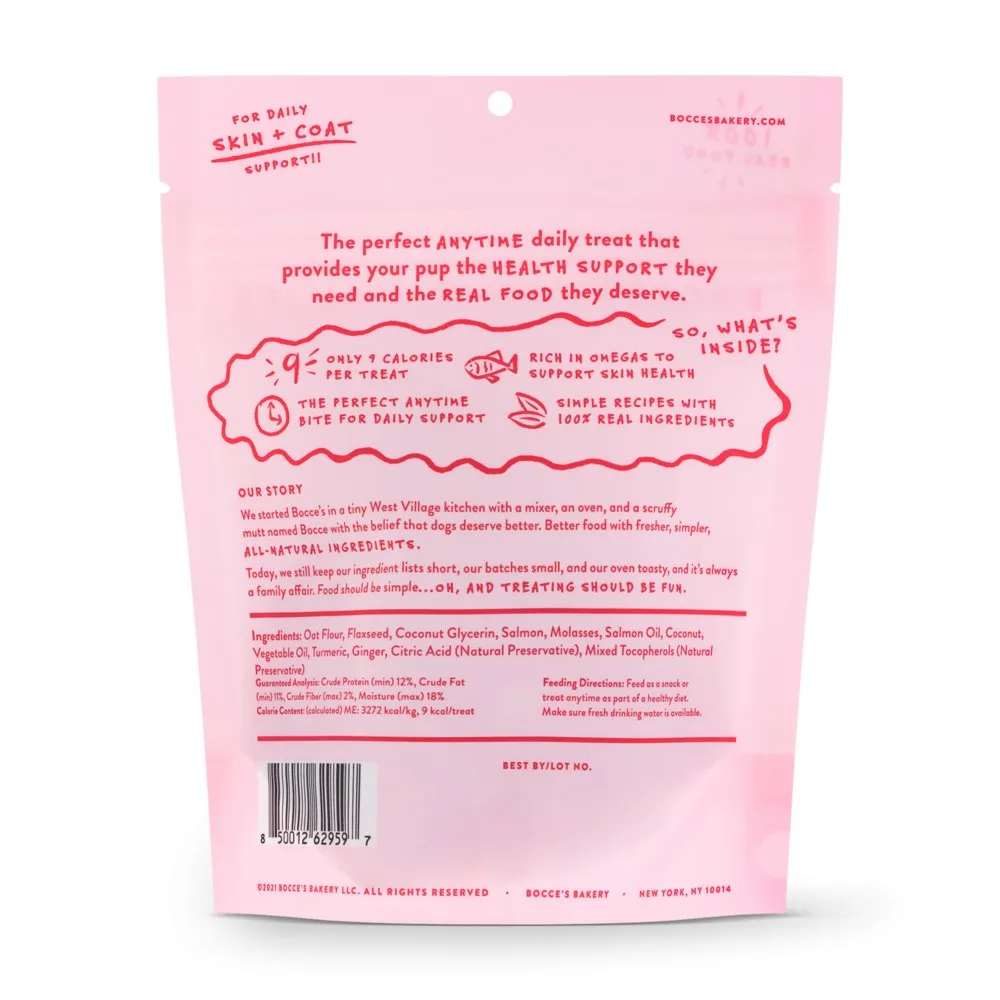 FOR DAILY
SKIN + COAT
SUPPORT!!
BOCCESBAKERY.COM
100%
REAL FOOD
The perfect ANYTIME daily treat that
provides your pup the HEALTH SUPPORT they
need and the REAL FOOD they deserve.
SO, WHAT'S
INSIDE?
9
ONLY 9 CALORIES
PER TREAT
RICH IN OMEGAS TO
SUPPORT SKIN HEALTH
THE PERFECT ANYTIME
BITE FOR DAILY SUPPORT
SIMPLE RECIPES WITH
100% REAL INGREDIENTS
OUR STORY
We started Bocce's in a tiny West Village kitchen with a mixer, an oven, and a scruffy
mutt named Bocce with the belief that dogs deserve better. Better food with fresher, simpler,
ALL-NATURAL INGREDIENTS.
Today, we still keep our ingredient lists short, our batches small, and our oven toasty, and it's always
a family affair. Food should be simple...OH, AND TREATING SHOULD BE FUN.
Ingredients: Oat Flour, Flaxseed, Coconut Glycerin, Salmon, Molasses, Salmon Oil, Coconut,
Vegetable Oil, Turmeric, Ginger, Citric Acid (Natural Preservative), Mixed Tocopherols (Natural
Preservative)
Guaranteed Analysis: Crude Protein (min) 12%, Crude Fat
(min) 11%, Crude Fiber (max) 2%, Moisture (max) 18%
Calorie Content: (calculated) ME: 3272 kcal/kg, 9 kcal/treat
Feeding Directions: Feed as a snack or
treat anytime as part of a healthy diet.
Make sure fresh drinking water is available.
BEST BY/LOT NO.
8 50012 62959 7
©2021 BOCCE'S BAKERY LLC. ALL RIGHTS RESERVED • BOCCE'S BAKERY • NEW YORK, NY 10014